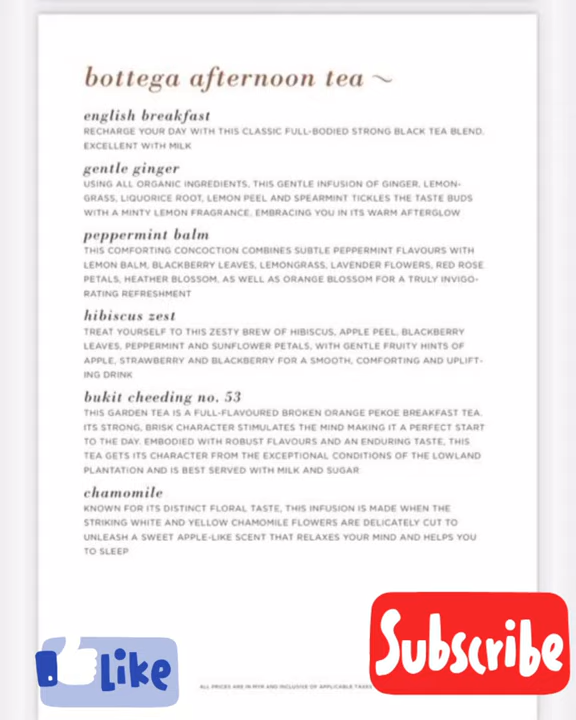 bottega afternoon tea ~
english breakfast
RECHARGE YOUR DAY WITH THIS CLASSIC FULL-BODIED STRONG BLACK TEA BLEND.
EXCELLENT WITH MILK
gentle ginger
USING ALL ORGANIC INGREDIENTS, THIS GENTLE INFUSION OF GINGER, LEMON-
GRASS, LIQUORICE ROOT, LEMON PEEL AND SPEARMINT TICKLES THE TASTE BUDS
WITH A MINTY LEMON FRAGRANCE, EMBRACING YOU IN ITS WARM AFTERGLOW
peppermint balm
THIS COMFORTING CONCOCTION COMBINES SUBTLE PEPPERMINT FLAVOURS WITH
LEMON BALM, BLACKBERRY LEAVES, LEMONGRASS, LAVENDER FLOWERS, RED ROSE
PETALS, HEATHER BLOSSOM, AS WELL AS ORANGE BLOSSOM FOR A TRULY INVIGO-
RATING REFRESHMENT
hibiscus zest
TREAT YOURSELF TO THIS ZESTY BREW OF HIBISCUS, APPLE PEEL, BLACKBERRY
LEAVES, PEPPERMINT AND SUNFLOWER PETALS, WITH GENTLE FRUITY HINTS OF
APPLE, STRAWBERRY AND BLACKBERRY FOR A SMOOTH, COMFORTING AND UPLIFT-
ING DRINK
bukit cheeding no. 53
THIS GARDEN TEA IS A FULL-FLAVOURED BROKEN ORANGE PEKOE BREAKFAST TEA.
ITS STRONG, BRISK CHARACTER STIMULATES THE MIND MAKING IT A PERFECT START
TO THE DAY. EMBODIED WITH ROBUST FLAVOURS AND AN ENDURING TASTE, THIS
TEA GETS ITS CHARACTER FROM THE EXCEPTIONAL CONDITIONS OF THE LOWLAND
PLANTATION AND IS BEST SERVED WITH MILK AND SUGAR
chamomile
KNOWN FOR ITS DISTINCT FLORAL TASTE, THIS INFUSION IS MADE WHEN THE
STRIKING WHITE AND YELLOW CHAMOMILE FLOWERS ARE DELICATELY CUT TO
UNLEASH A SWEET APPLE-LIKE SCENT THAT RELAXES YOUR MIND AND HELPS YOU
TO SLEEP
Like
Subscribe
ALL PRICES ARE IN MYR AND INCLUSIVE OF APPLICABLE TAXES